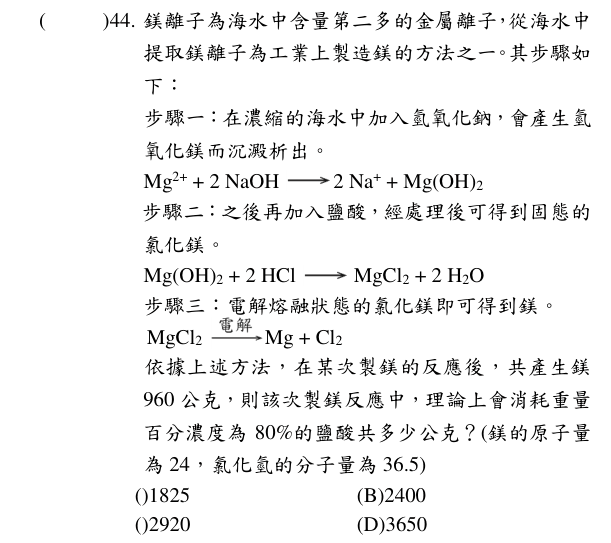 (　　)44. 鎂離子為海水中含量第二多的金屬離子，從海水中
提取鎂離子為工業上製造鎂的方法之一。其步驟如
下：
步驟一：在濃縮的海水中加入氫氧化鈉，會產生氫
氧化鎂而沉澱析出。
Mg²⁺ + 2 NaOH ⟶ 2 Na⁺ + Mg(OH)₂
步驟二：之後再加入鹽酸，經處理後可得到固態的
氯化鎂。
Mg(OH)₂ + 2 HCl ⟶ MgCl₂ + 2 H₂O
步驟三：電解熔融狀態的氯化鎂即可得到鎂。
電解
MgCl₂ ⟶ Mg + Cl₂
依據上述方法，在某次製鎂的反應後，共產生鎂
960 公克，則該次製鎂反應中，理論上會消耗重量
百分濃度為 80%的鹽酸共多少公克？(鎂的原子量
為 24，氯化氫的分子量為 36.5)
()1825　(B)2400
()2920　(D)3650